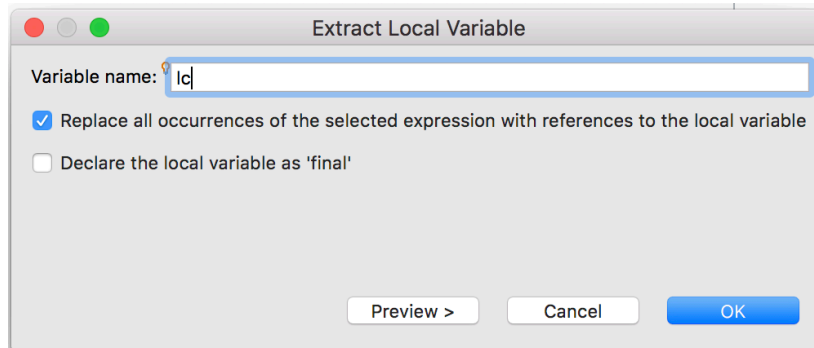 Extract Local Variable
Variable name: lc
Replace all occurrences of the selected expression with references to the local variable
Declare the local variable as 'final'
Preview > Cancel OK